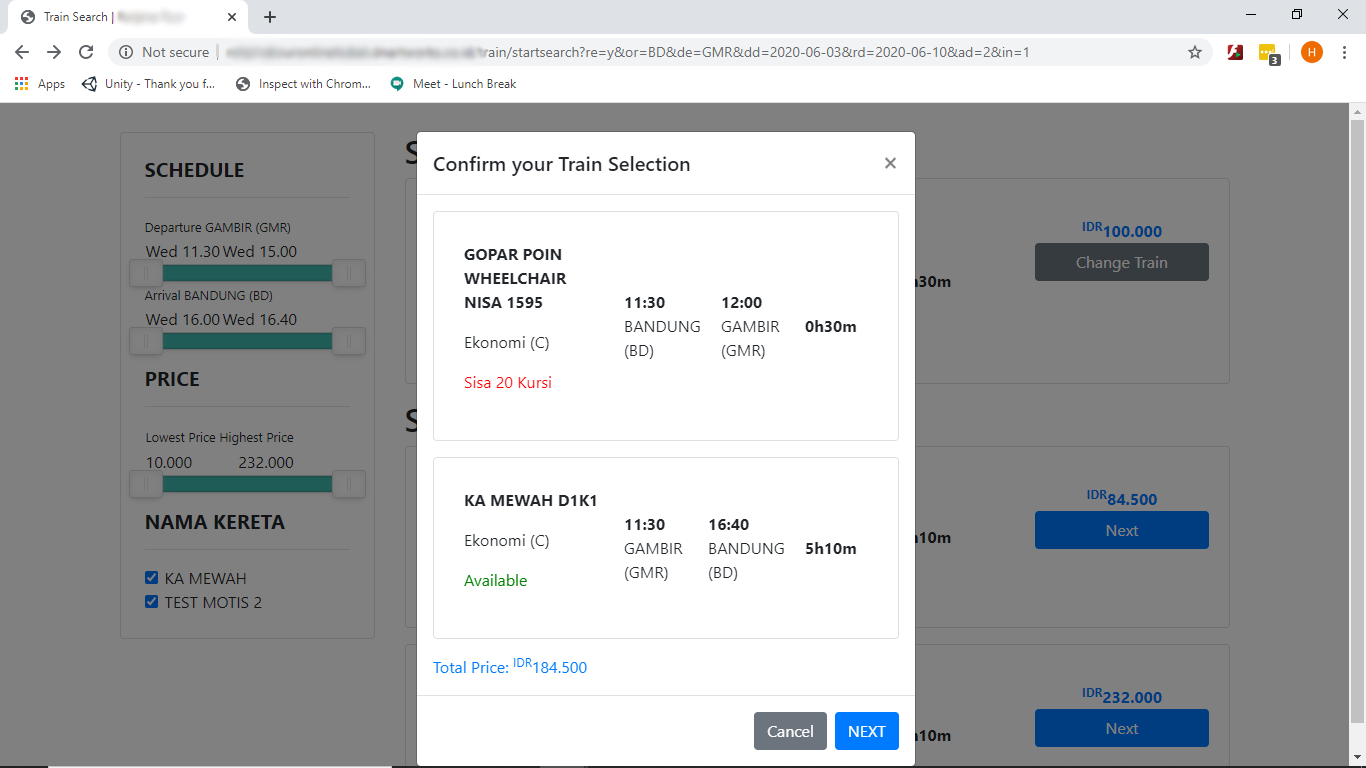 Train Search |
Not secure
rain/startsearch?re=y&or=BD&de=GMR&dd=2020-06-03&rd=2020-06-10&ad=2&in=1
3
H
Apps
Unity - Thank you f...
Inspect with Chrom...
Meet - Lunch Break
SCHEDULE
Departure GAMBIR (GMR)
Wed 11.30 Wed 15.00
Arrival BANDUNG (BD)
Wed 16.00 Wed 16.40
PRICE
Lowest Price Highest Price
10.000 232.000
NAMA KERETA
KA MEWAH
TEST MOTIS 2
Confirm your Train Selection
×
GOPAR POIN
WHEELCHAIR
NISA 1595
Ekonomi (C)
Sisa 20 Kursi
11:30
BANDUNG
(BD)
12:00
GAMBIR
(GMR)
0h30m
KA MEWAH D1K1
Ekonomi (C)
Available
11:30
GAMBIR
(GMR)
16:40
BANDUNG
(BD)
5h10m
Total Price: IDR184.500
Cancel
NEXT
S
IDR100.000
Change Train
h30m
S
IDR84.500
Next
h10m
IDR232.000
Next
h10m